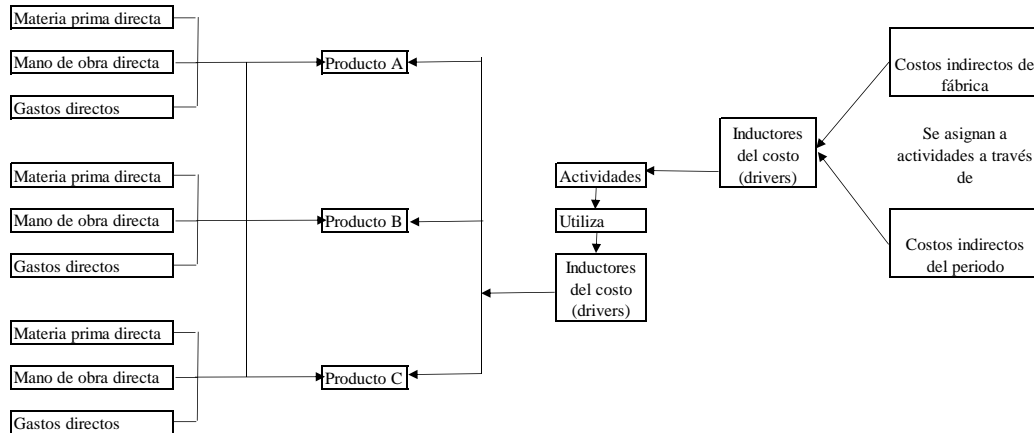 Materia prima directa
Mano de obra directa
Gastos directos
Producto A
Materia prima directa
Mano de obra directa
Gastos directos
Producto B
Materia prima directa
Mano de obra directa
Gastos directos
Producto C
Actividades
Utiliza
Inductores
del costo
(drivers)
Inductores
del costo
(drivers)
Costos indirectos de
fábrica
Se asignan a
actividades a través
de
Costos indirectos
del periodo